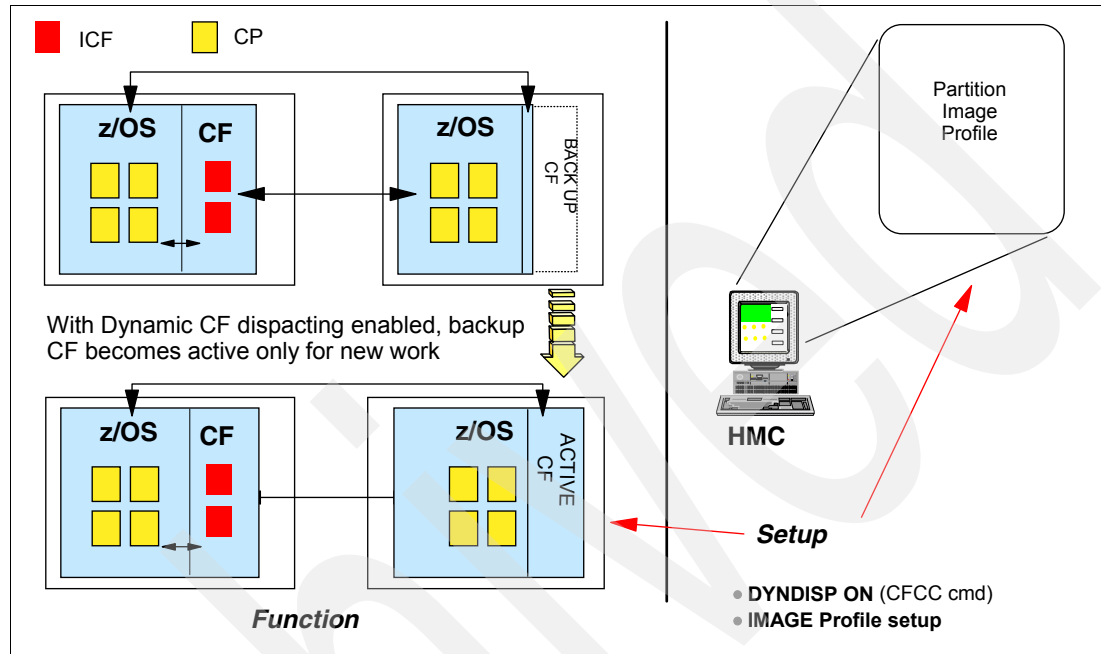 ICF
CP
z/OS
CF
z/OS
BACK UP
CF
With Dynamic CF dispacting enabled, backup
CF becomes active only for new work
z/OS
CF
z/OS
ACTIVE
CF
Function
Partition
Image
Profile
HMC
Setup
• DYNDISP ON (CFCC cmd)
• IMAGE Profile setup